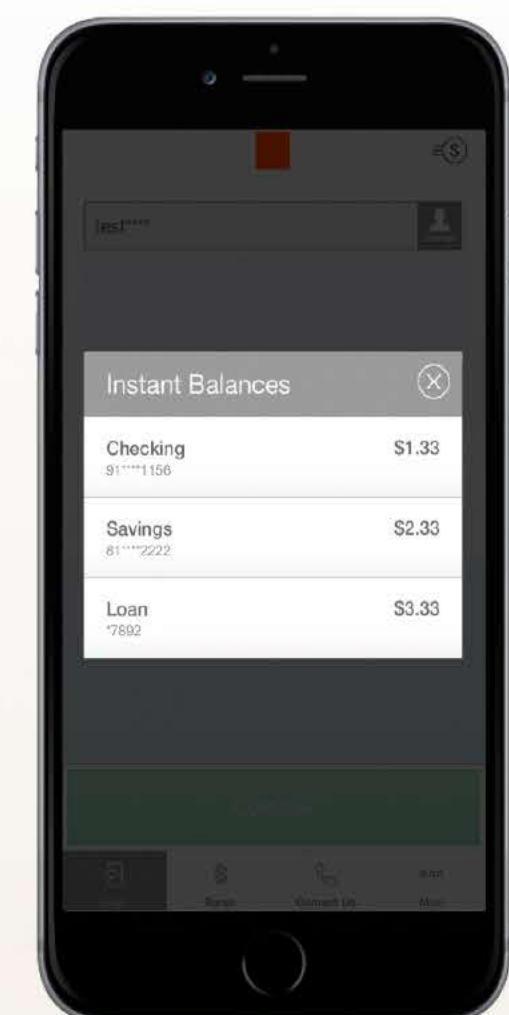 test****
Instant Balances
Checking
$1.33
91****1156
Savings
$2.33
81****2222
Loan
$3.33
*7892
Contact Us
More